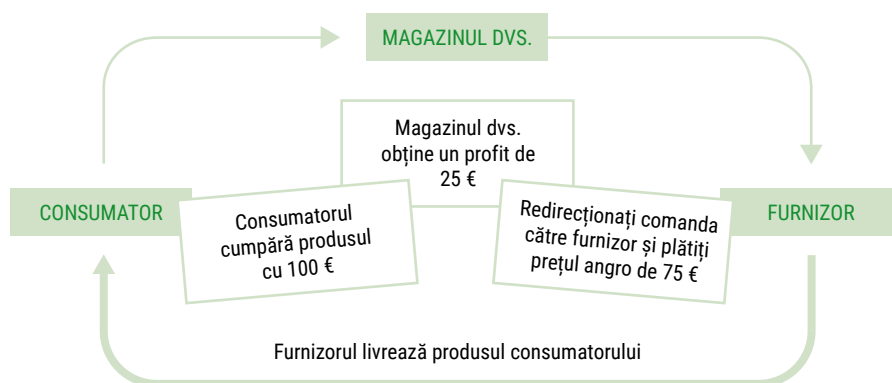 MAGAZINUL DVS.
Magazinul dvs.
obține un profit de
25 €
CONSUMATOR
Consumatorul
cumpără produsul
cu 100 €
Redirecționați comanda
către furnizor și plătiți
prețul angro de 75 €
FURNIZOR
Furnizorul livrează produsul consumatorului